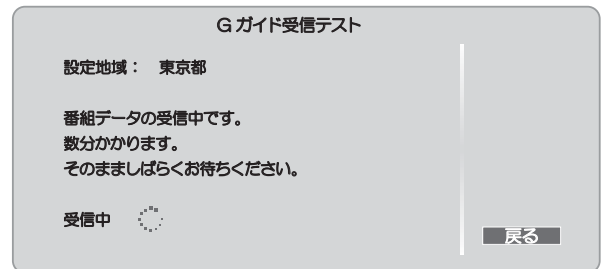 Gガイド受信テスト
設定地域： 東京都
番組データの受信中です。
数分かかります。
そのまましばらくお待ちください。
受信中
戻る